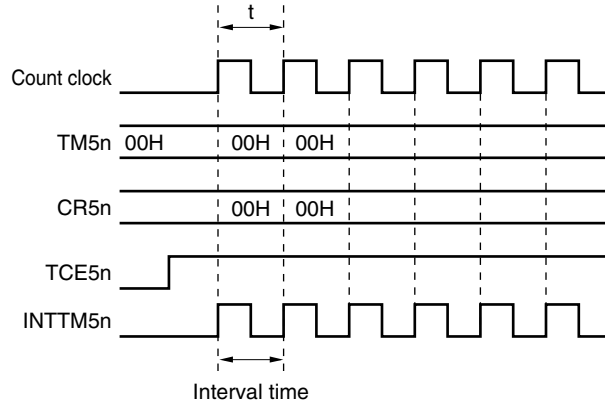 t
Count clock
TM5n 00H 00H 00H
CR5n 00H 00H
TCE5n
INTTM5n
Interval time